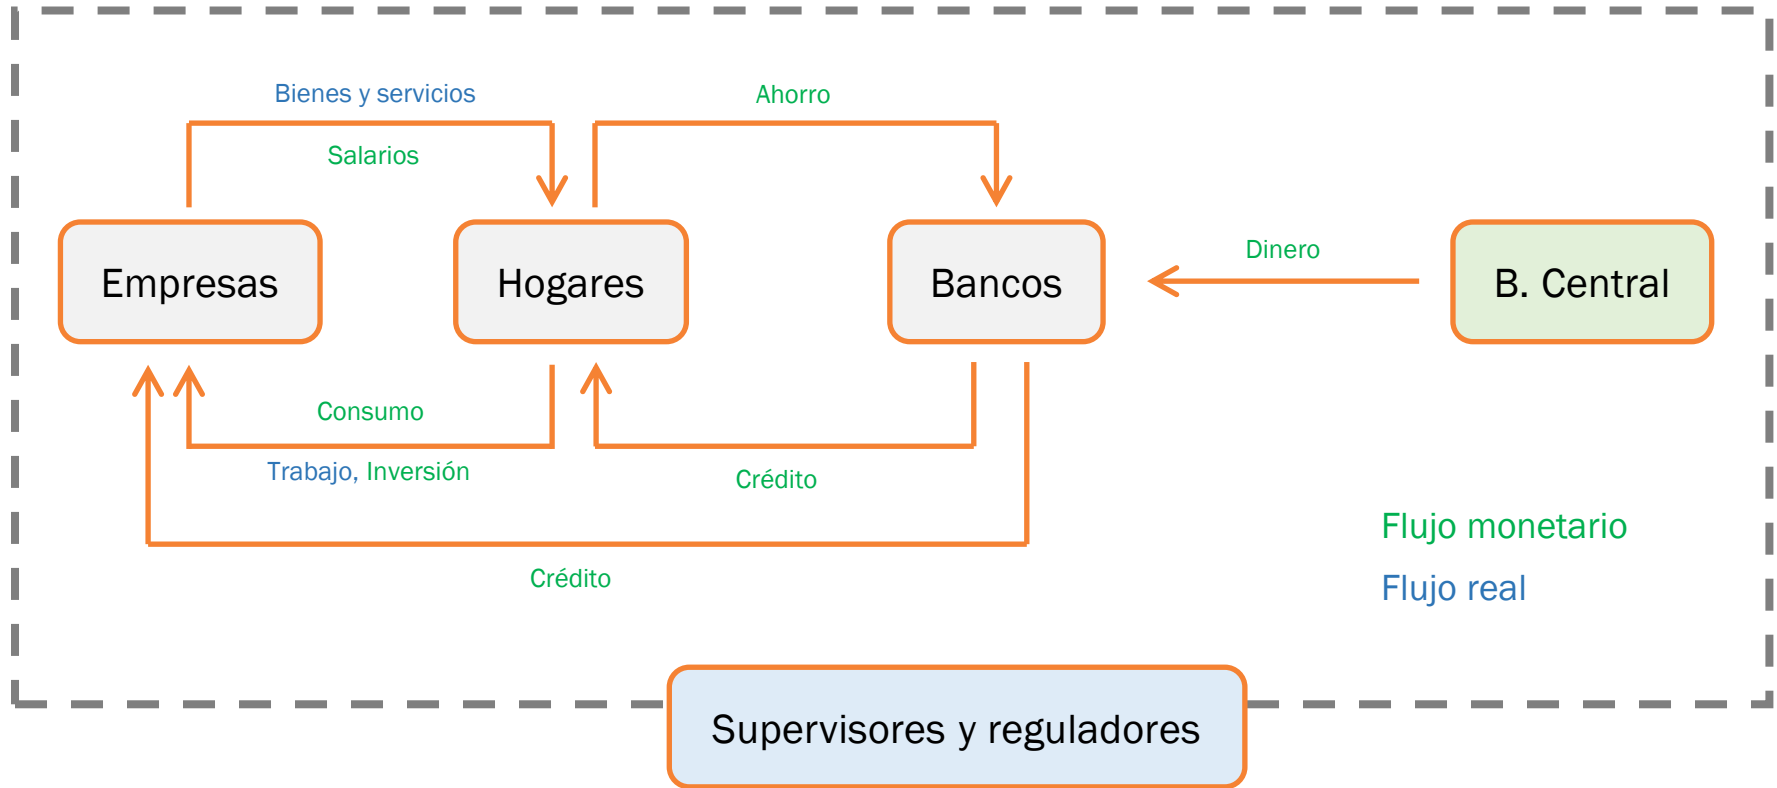 Bienes y servicios
Ahorro
Salarios
Dinero
Empresas
Hogares
Bancos
B. Central
Consumo
Trabajo, Inversión
Crédito
Crédito
Flujo monetario
Flujo real
Supervisores y reguladores